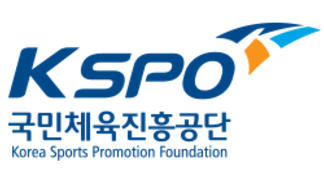 KSPO
국민체육진흥공단
Korea Sports Promotion Foundation